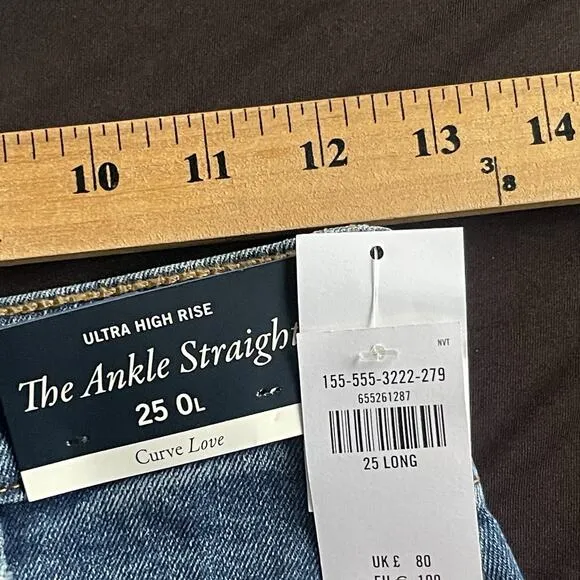 10 11 12 13 14
3/8
ULTRA HIGH RISE
The Ankle Straight
25 0L
Curve Love
NVT
155-555-3222-279
655261287
25 LONG
UK £ 80